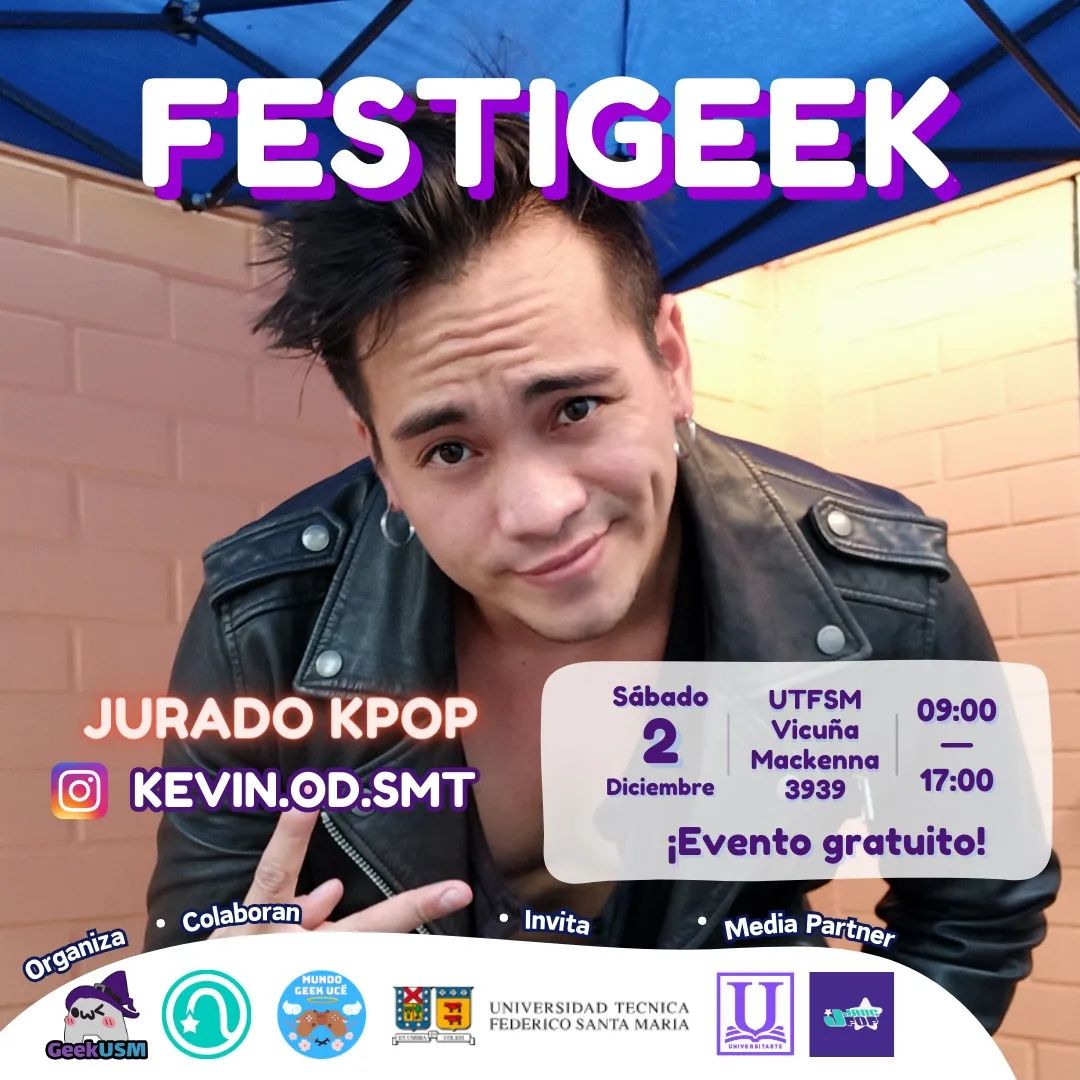 FESTIGEEK
JURADO KPOP
KEVIN.OD.SMT
Sábado
2
Diciembre
UTFSM
Vicuña
Mackenna
3939
09:00
—
17:00
¡Evento gratuito!
Organiza
• Colaboran
• Invita
• Media Partner
GeekUSM
MUNDO
GEEK UCÉ
UNIVERSIDAD TECNICA
FEDERICO SANTA MARIA
UNIVERSITASTE